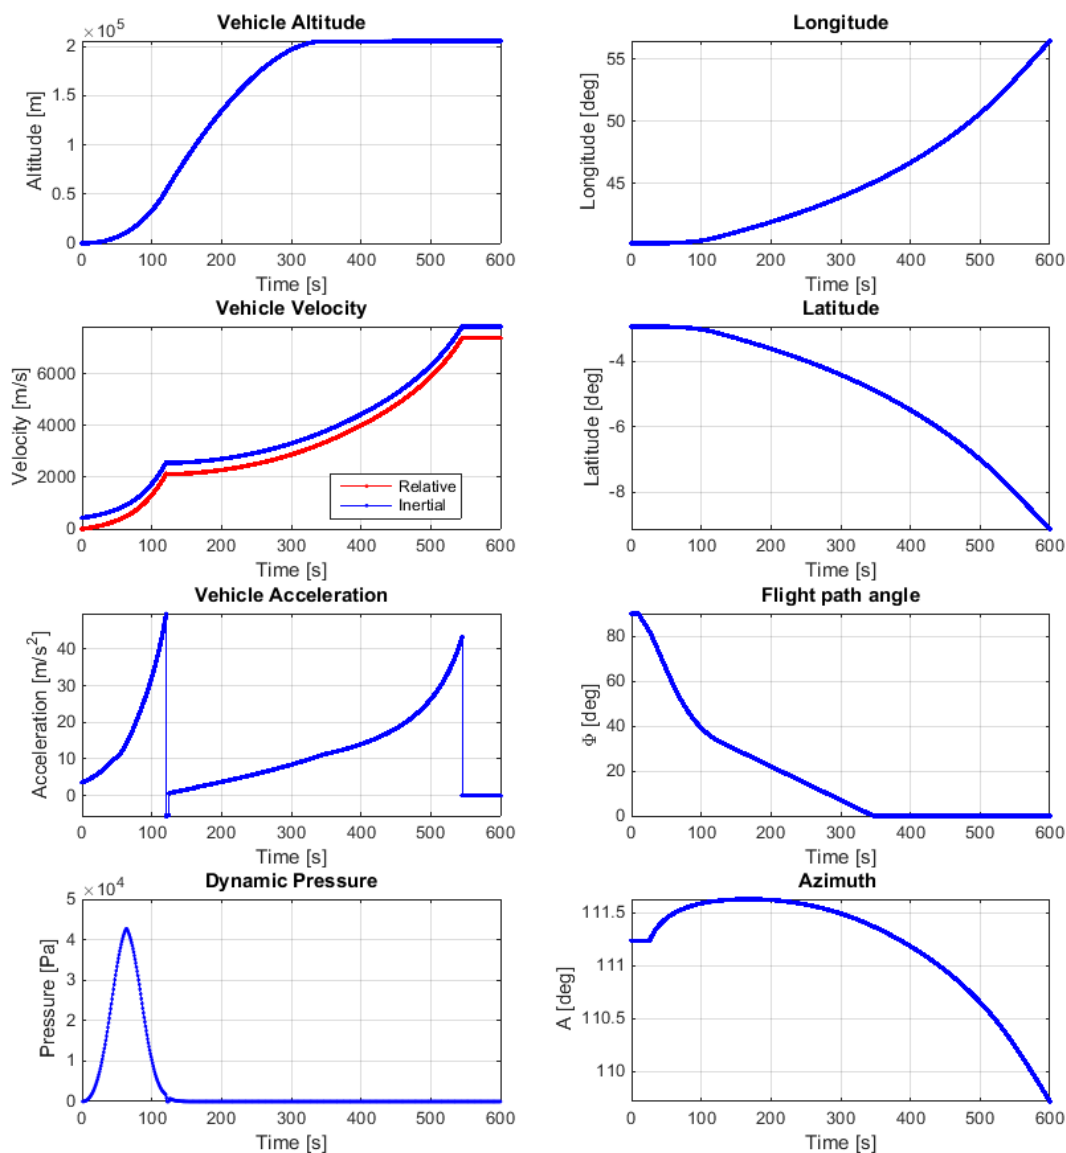 Vehicle Altitude
× 10^5
2
1.5
1
0.5
0
Altitude [m]
0 100 200 300 400 500 600
Time [s]
Longitude
55
50
45
Longitude [deg]
0 100 200 300 400 500 600
Time [s]
Vehicle Velocity
6000
4000
2000
0
Velocity [m/s]
Relative
Inertial
0 100 200 300 400 500 600
Time [s]
Latitude
-4
-6
-8
Latitude [deg]
0 100 200 300 400 500 600
Time [s]
Vehicle Acceleration
40
30
20
10
0
Acceleration [m/s^2]
0 100 200 300 400 500 600
Time [s]
Flight path angle
80
60
40
20
0
Φ [deg]
0 100 200 300 400 500 600
Time [s]
Dynamic Pressure
× 10^4
5
4
3
2
1
0
Pressure [Pa]
0 100 200 300 400 500 600
Time [s]
Azimuth
111.5
111
110.5
110
A [deg]
0 100 200 300 400 500 600
Time [s]